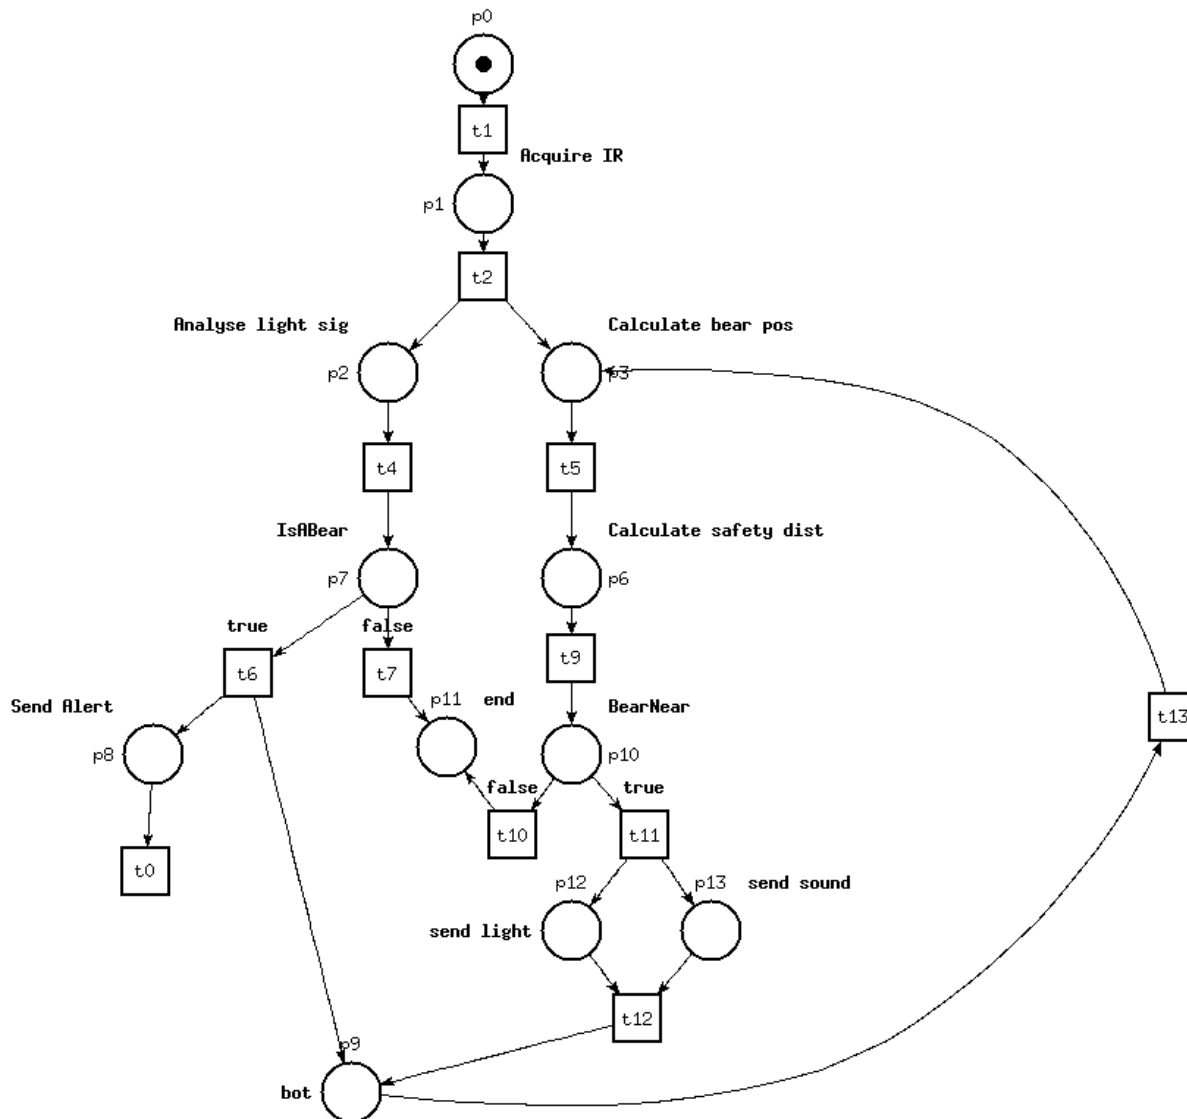 p0
t1
Acquire IR
p1
t2
Analyse light sig
Calculate bear pos
p2
p3
t4
t5
IsABear
Calculate safety dist
p7
p6
true
false
t6
t7
t9
Send Alert
p11
end
BearNear
t13
p8
p10
false
true
t10
t11
t0
p12
p13
send sound
send light
t12
p9
bot